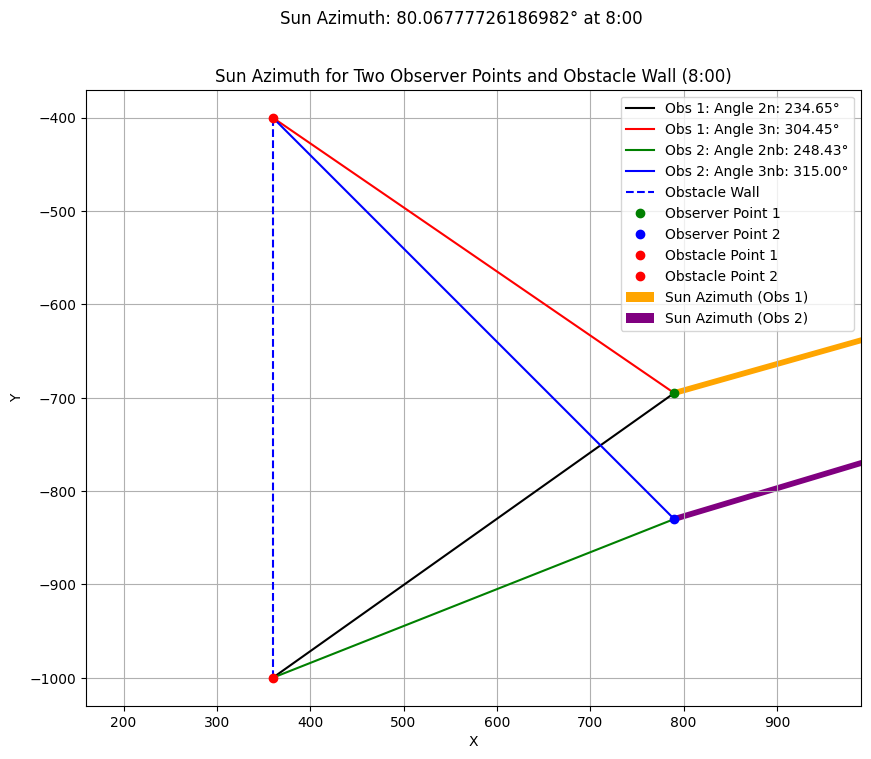 Sun Azimuth: 80.06777726186982° at 8:00
Sun Azimuth for Two Observer Points and Obstacle Wall (8:00)
Obs 1: Angle 2n: 234.65°
Obs 1: Angle 3n: 304.45°
Obs 2: Angle 2nb: 248.43°
Obs 2: Angle 3nb: 315.00°
Obstacle Wall
Observer Point 1
Observer Point 2
Obstacle Point 1
Obstacle Point 2
Sun Azimuth (Obs 1)
Sun Azimuth (Obs 2)
Y
−400
−500
−600
−700
−800
−900
−1000
200 300 400 500 600 700 800 900
X